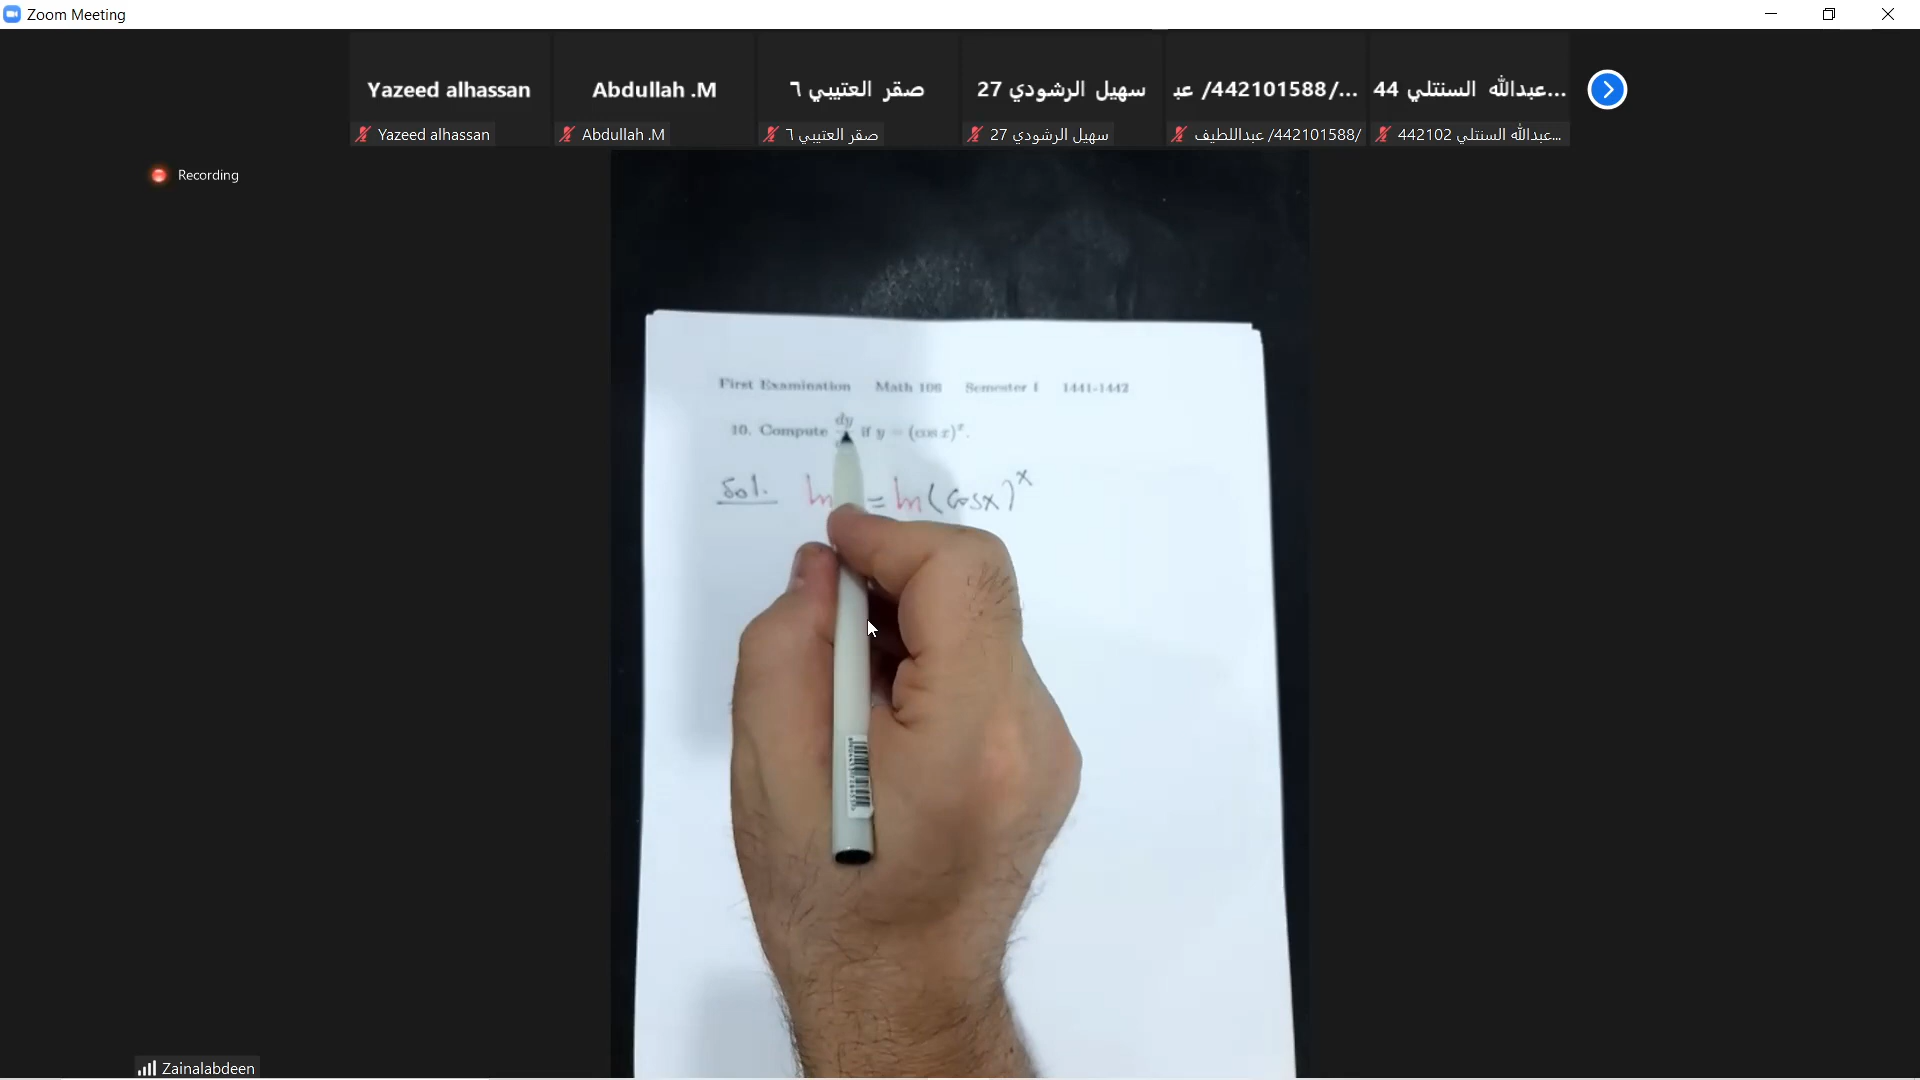 Zoom Meeting
Yazeed alhassan
Abdullah .M
صقر العتيبي ٦
سهيل الرشودي 27
عبـ /442101588/...
عبدالله السنتلي 44...
Yazeed alhassan
Abdullah .M
صقر العتيبي ٦
سهيل الرشودي 27
عبداللطيف /442101588/
عبدالله السنتلي 442102...
Recording
First Examination Math 106 Semester I 1441-1442
10. Compute dy if y = (cos x)^x.
Sol. ln = ln (cosx)^x
Zainalabdeen